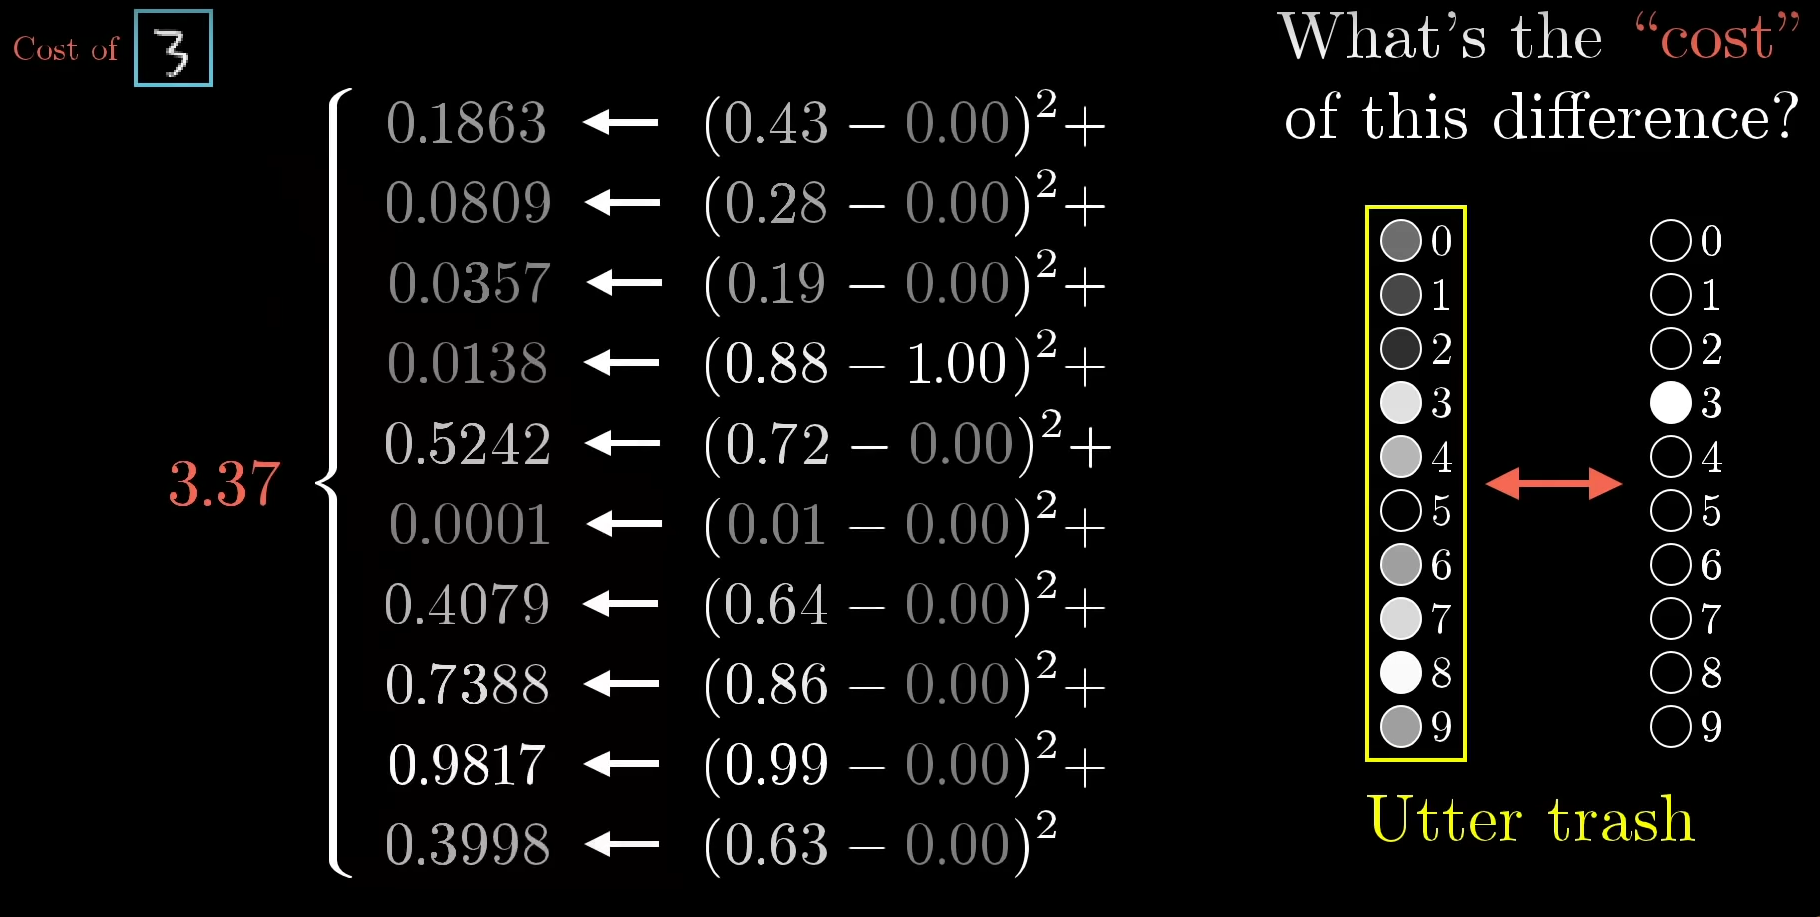 Cost of 3
What's the “cost”
of this difference?
0.1863 ← (0.43 − 0.00)² +
0.0809 ← (0.28 − 0.00)² +
0.0357 ← (0.19 − 0.00)² +
0.0138 ← (0.88 − 1.00)² +
3.37
0.5242 ← (0.72 − 0.00)² +
0.0001 ← (0.01 − 0.00)² +
0.4079 ← (0.64 − 0.00)² +
0.7388 ← (0.86 − 0.00)² +
0.9817 ← (0.99 − 0.00)² +
0.3998 ← (0.63 − 0.00)²
0 0
1 1
2 2
3 3
4 4
5 5
6 6
7 7
8 8
9 9
Utter trash